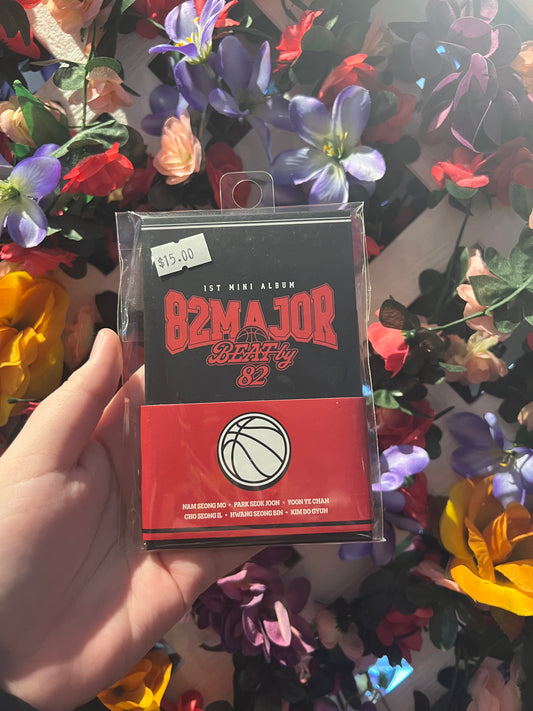 $15.00
1ST MINI ALBUM
82MAJOR
BEAT by
82
NAM SEONG MO • PARK SEOK JOON • YOON YE CHAN
CHO SEONG IL • HWANG SEONG BIN • KIM DO GYUN